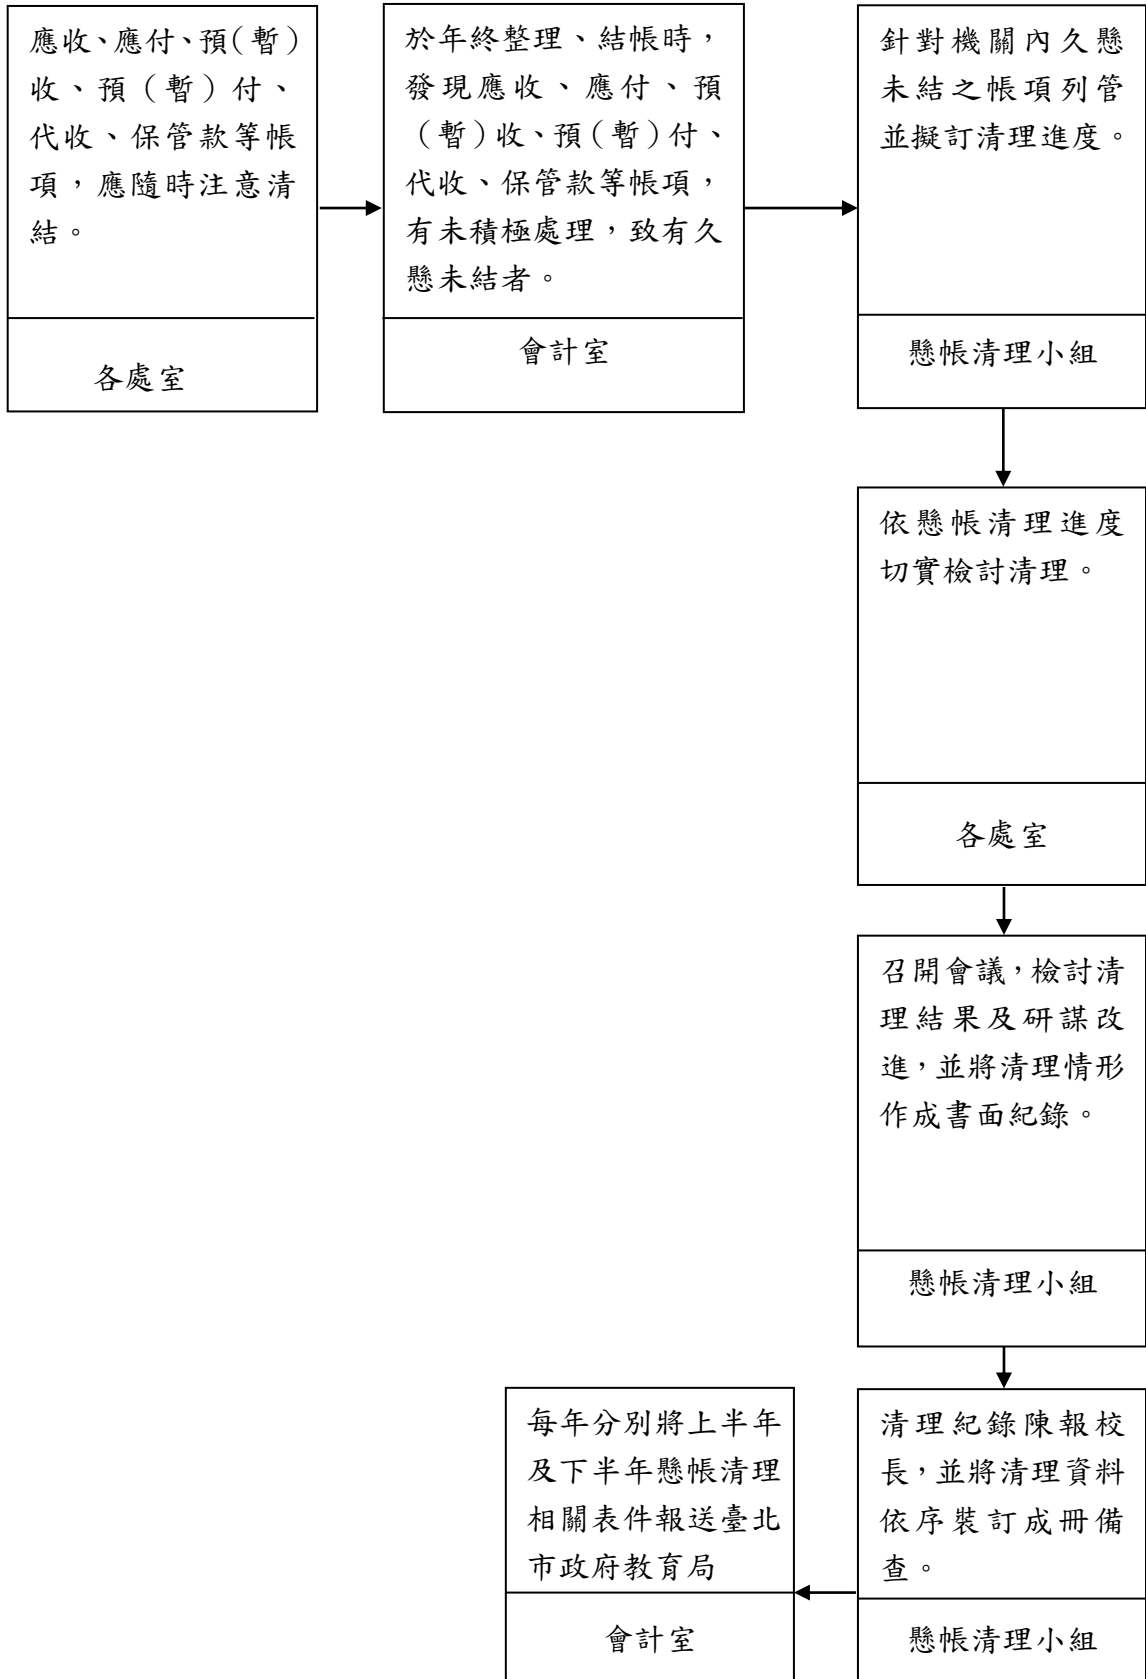 應收、應付、預(暫)
收、預(暫)付、
代收、保管款等帳
項，應隨時注意清
結。
各處室
於年終整理、結帳時，
發現應收、應付、預
(暫)收、預(暫)付、
代收、保管款等帳項，
有未積極處理，致有久
懸未結者。
會計室
針對機關內久懸
未結之帳項列管
並擬訂清理進度。
懸帳清理小組
依懸帳清理進度
切實檢討清理。
各處室
召開會議，檢討清
理結果及研謀改
進，並將清理情形
作成書面紀錄。
懸帳清理小組
清理紀錄陳報校
長，並將清理資料
依序裝訂成冊備
查。
懸帳清理小組
每年分別將上半年
及下半年懸帳清理
相關表件報送臺北
市政府教育局
會計室